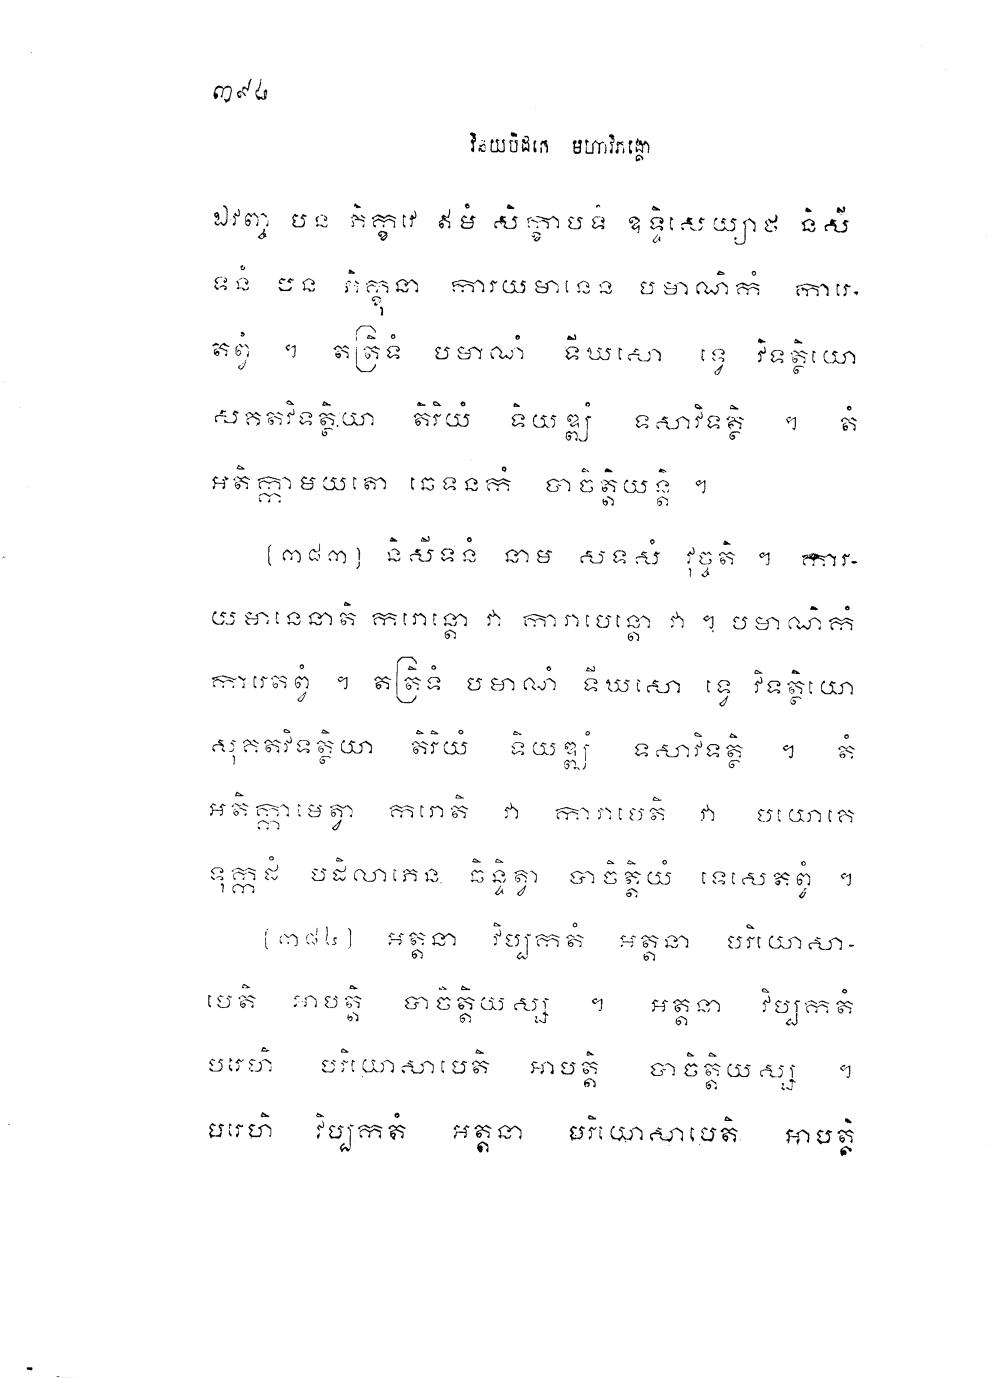 ៣៩៤
វិនយបិដកេ មហាវិភង្គោ
ឯវញ្ច បន ភិក្ខវេ ឥមំ សិក្ខាបទំ ឧទ្ទិសេយ្យាថ និសី
ទនំ បន ភិក្ខុនា ការយមានេន បមាណិកំ ការេ-
តព្វំ ។ តត្រិទំ បមាណំ ទីឃសោ ទ្វេ វិទត្ថិយោ
សុគតវិទត្ថិយា តិរិយំ ទិយឌ្ឍំ ទសាវិទត្ថិ ។ តំ
អតិក្កាមយតោ ឆេទនកំ បាចិត្តិយន្តិ ។
(៣៨៣) និសីទនំ នាម សទសំ វុច្ចតិ ។ ការ-
យមានេនាតិ ករោន្តោ វា ការាបេន្តោ វា ។ បមាណិកំ
ការេតព្វំ ។ តត្រិទំ បមាណំ ទីឃសោ ទ្វេ វិទត្ថិយោ
សុគតវិទត្ថិយា តិរិយំ ទិយឌ្ឍំ ទសាវិទត្ថិ ។ តំ
អតិក្កាមេត្វា ករោតិ វា ការាបេតិ វា បយោគេ
ទុក្កដំ បដិលាភេន ឆិន្ទិត្វា បាចិត្តិយំ ទេសេតព្វំ ។
(៣៨៤) អត្តនា វិប្បកតំ អត្តនា បរិយោសា-
បេតិ អាបត្តិ បាចិត្តិយស្ស ។ អត្តនា វិប្បកតំ
បរេហិ បរិយោសាបេតិ អាបត្តិ បាចិត្តិយស្ស ។
បរេហិ វិប្បកតំ អត្តនា បរិយោសាបេតិ អាបត្តិ